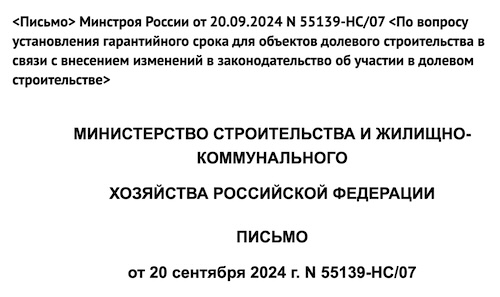 <Письмо> Минстроя России от 20.09.2024 N 55139-НС/07 <По вопросу
установления гарантийного срока для объектов долевого строительства в
связи с внесением изменений в законодательство об участии в долевом
строительстве>
МИНИСТЕРСТВО СТРОИТЕЛЬСТВА И ЖИЛИЩНО-
КОММУНАЛЬНОГО
ХОЗЯЙСТВА РОССИЙСКОЙ ФЕДЕРАЦИИ
ПИСЬМО
от 20 сентября 2024 г. N 55139-НС/07